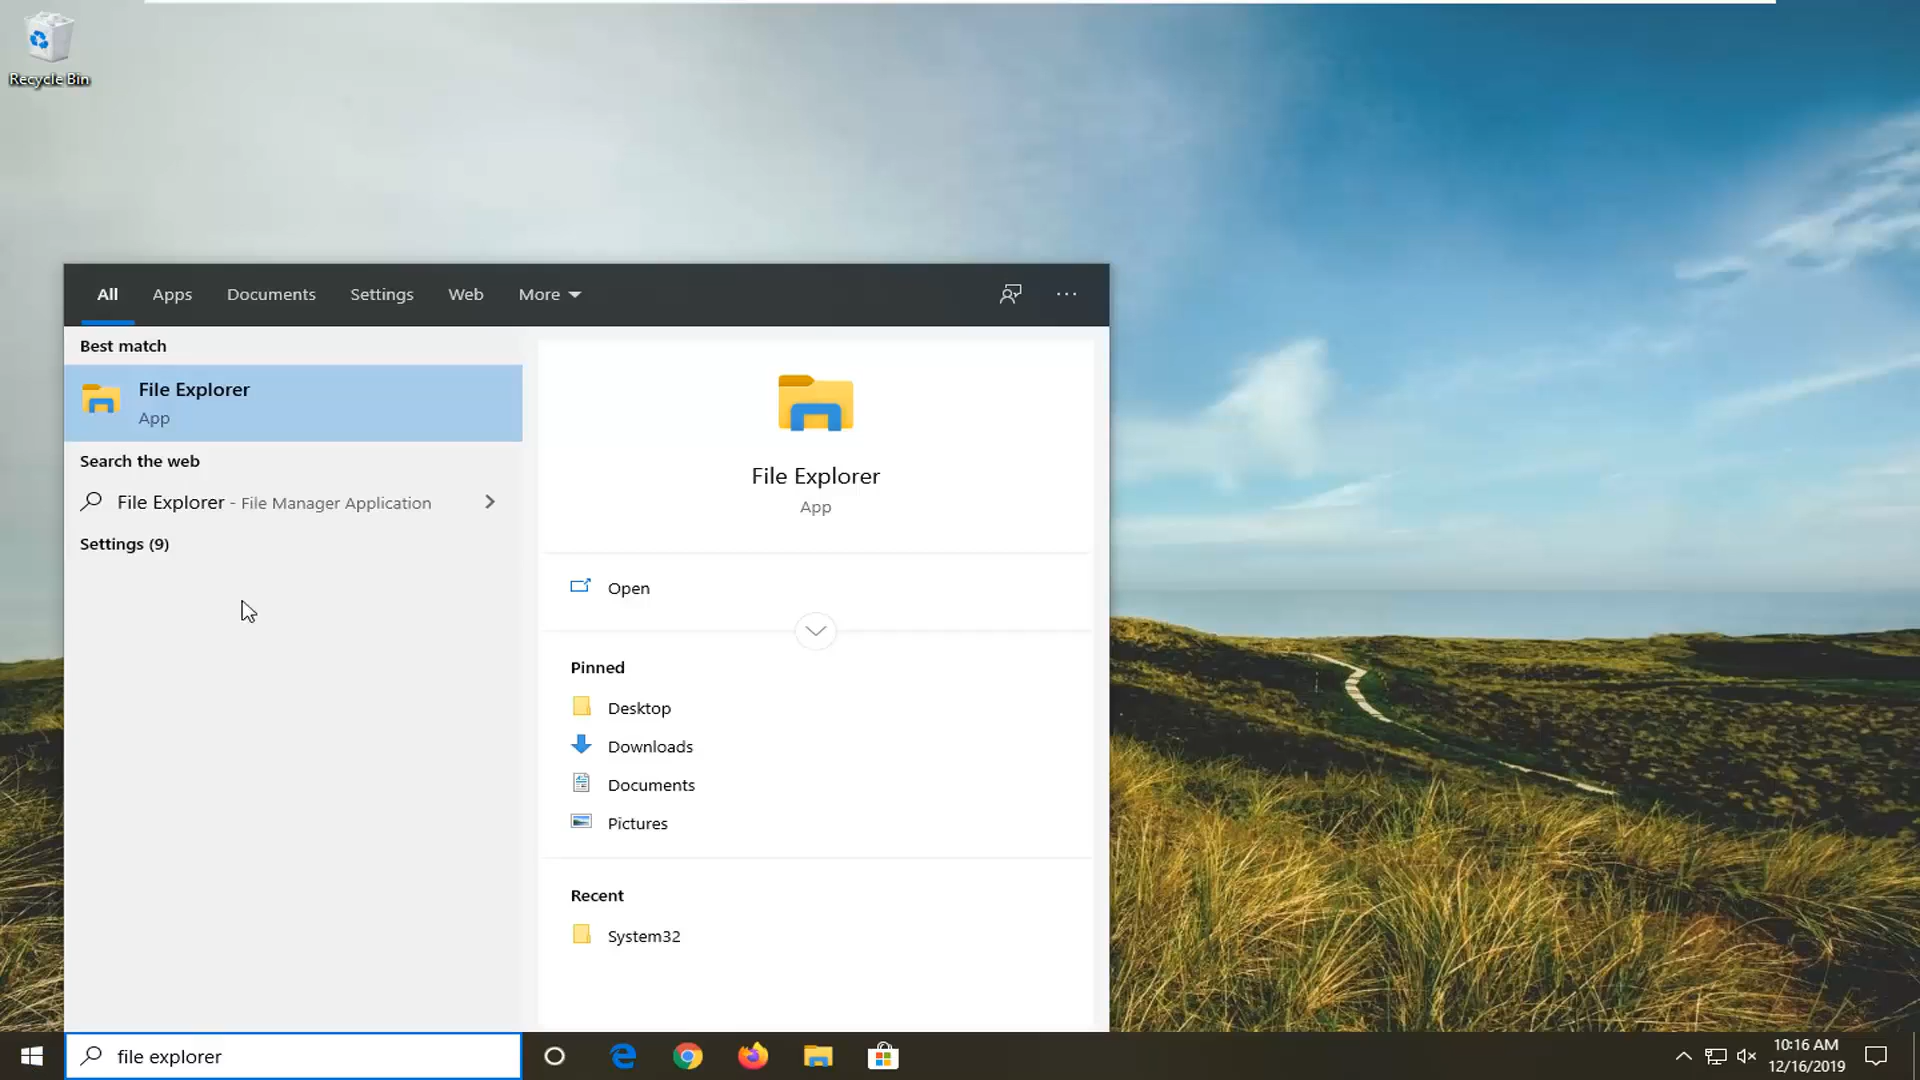 Recycle Bin
All Apps Documents Settings Web More
Best match
File Explorer
App
Search the web
File Explorer - File Manager Application
Settings (9)
File Explorer
App
Open
Pinned
Desktop
Downloads
Documents
Pictures
Recent
System32
file explorer
10:16 AM
12/16/2019